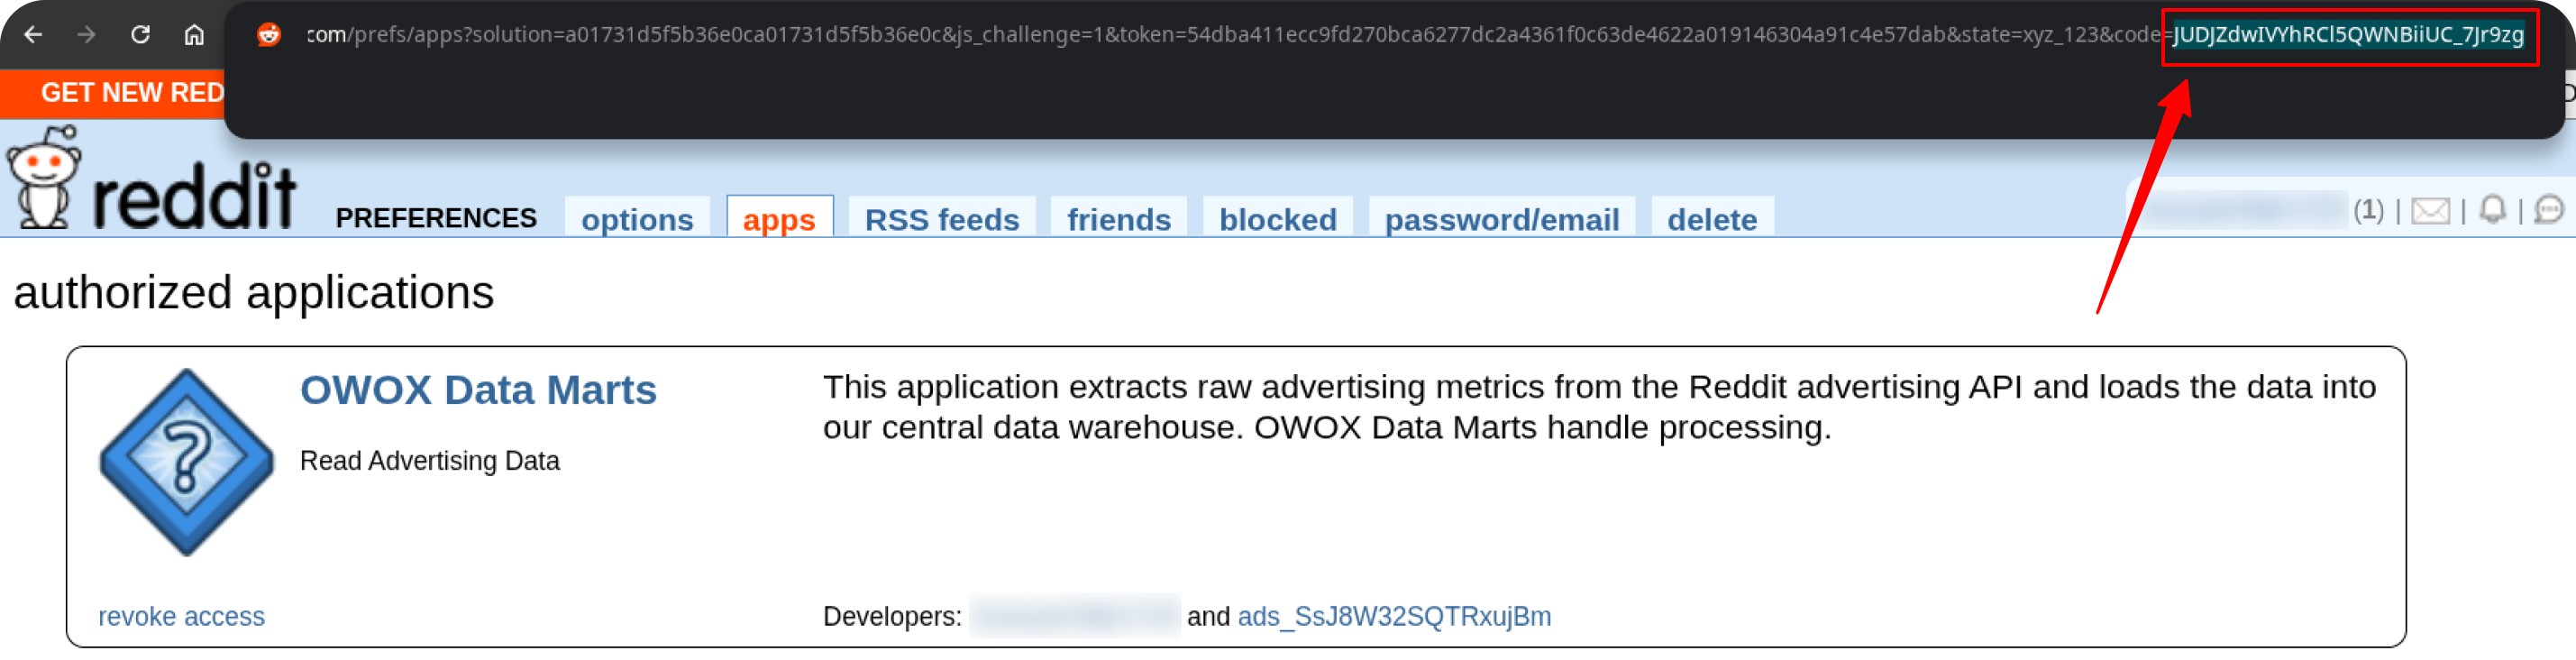 com/prefs/apps?solution=a01731d5f5b36e0ca01731d5f5b36e0c&js_challenge=1&token=54dba411ecc9fd270bca6277dc2a4361f0c63de4622a019146304a91c4e57dab&state=xyz_123&code=JUDJZdwIVYhRCl5QWNBiiUC_7Jr9zg
GET NEW RED
reddit PREFERENCES options apps RSS feeds friends blocked password/email delete (1) | | |
authorized applications
OWOX Data Marts
Read Advertising Data
This application extracts raw advertising metrics from the Reddit advertising API and loads the data into
our central data warehouse. OWOX Data Marts handle processing.
revoke access
Developers: and ads_SsJ8W32SQTRxujBm